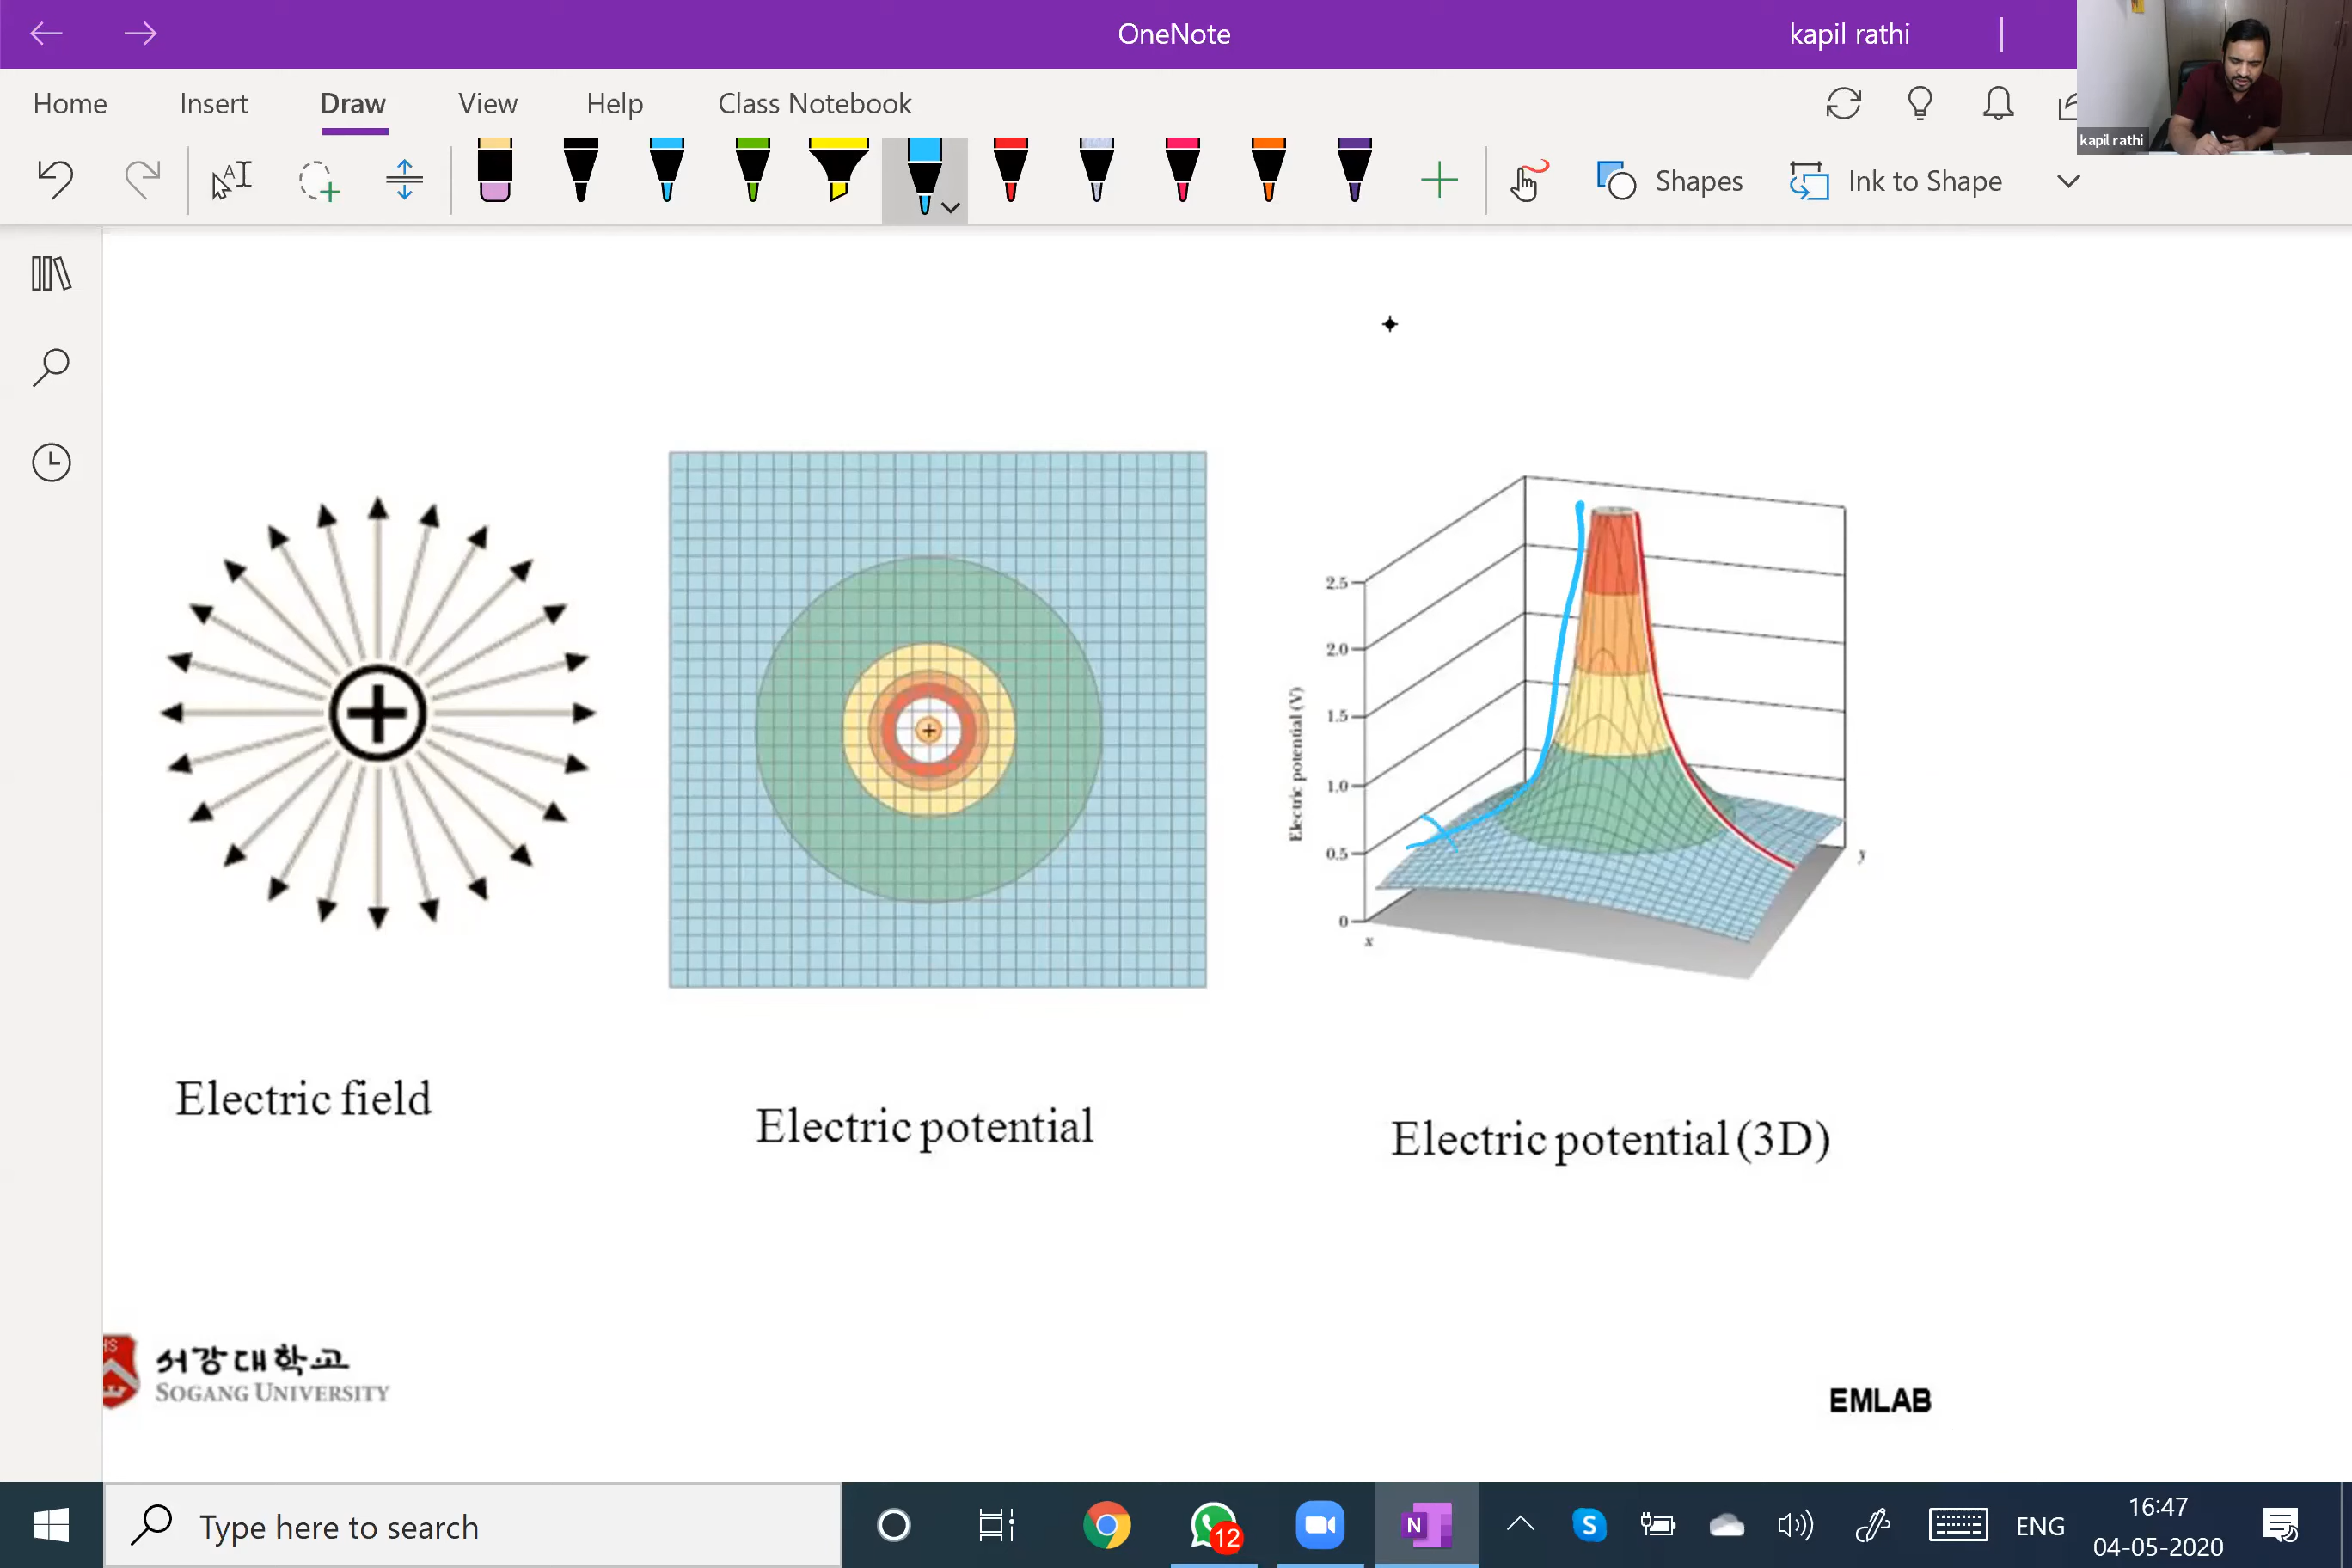 OneNote
kapil rathi
Home Insert Draw View Help Class Notebook
kapil rathi
Shapes
Ink to Shape
2.5
2.0
1.5
1.0
0.5
0
Electric potential (V)
x
y
Electric field
Electric potential
Electric potential (3D)
HS
서강대학교
SOGANG UNIVERSITY
EMLAB
Type here to search
12
N
S
ENG
16:47
04-05-2020